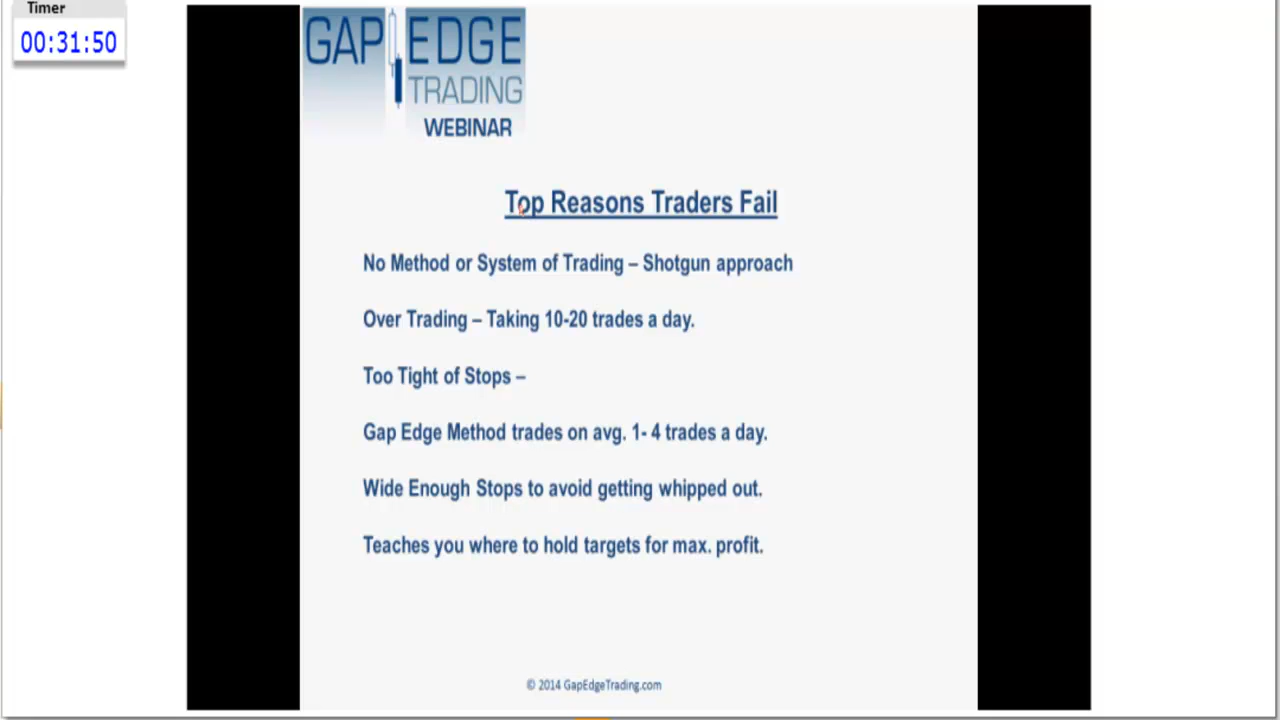 Timer
00:31:50
GAP EDGE
TRADING
WEBINAR
Top Reasons Traders Fail
No Method or System of Trading – Shotgun approach
Over Trading – Taking 10-20 trades a day.
Too Tight of Stops –
Gap Edge Method trades on avg. 1- 4 trades a day.
Wide Enough Stops to avoid getting whipped out.
Teaches you where to hold targets for max. profit.
© 2014 GapEdgeTrading.com